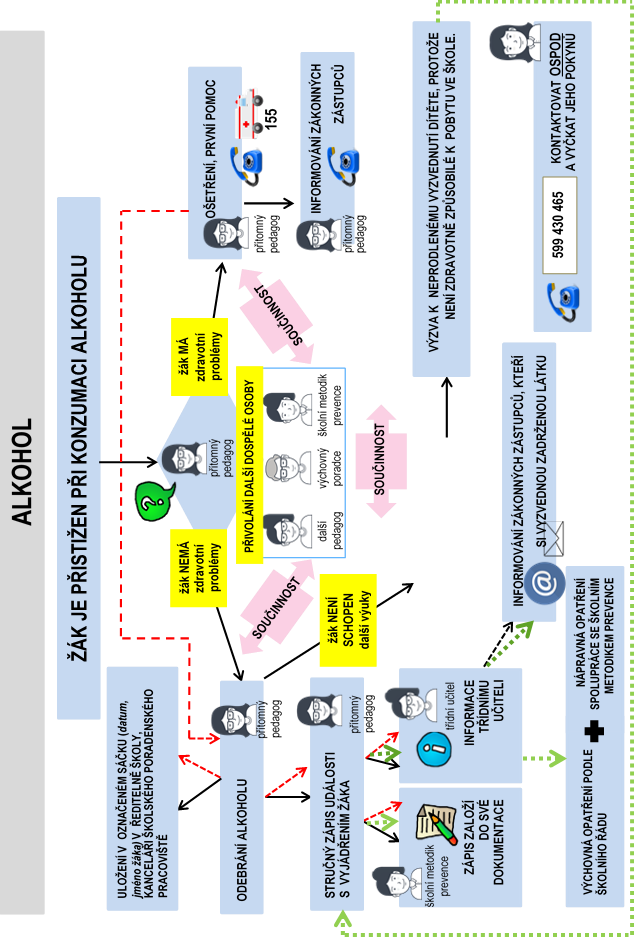 ALKOHOL
ŽÁK JE PŘISTIŽEN PŘI KONZUMACI ALKOHOLU
přítomný
pedagog
žák NEMÁ
zdravotní
problémy
žák MÁ
zdravotní
problémy
PŘIVOLÁNÍ DALŠÍ DOSPĚLÉ OSOBY
další
pedagog
výchovný
poradce
školní metodik
prevence
SOUČINNOST
SOUČINNOST
SOUČINNOST
OŠETŘENÍ, PRVNÍ POMOC
155
přítomný
pedagog
INFORMOVÁNÍ ZÁKONNÝCH
ZÁSTUPCŮ
přítomný
pedagog
ULOŽENÍ V OZNAČENÉM SÁČKU (datum,
jméno žáka) V ŘEDITELNĚ ŠKOLY,
KANCELÁŘI ŠKOLSKÉHO PORADENSKÉHO
PRACOVIŠTĚ
ODEBRÁNÍ ALKOHOLU
přítomný
pedagog
žák NENÍ
SCHOPEN
další výuky
STRUČNÝ ZÁPIS UDÁLOSTI
S VYJÁDŘENÍM ŽÁKA
přítomný
pedagog
školní metodik
prevence
ZÁPIS ZALOŽÍ
DO SVÉ
DOKUMENTACE
třídní učitel
INFORMACE
TŘÍDNÍMU
UČITELI
VÝZVA K NEPRODLENÉMU VYZVEDNUTÍ DÍTĚTE, PROTOŽE
NENÍ ZDRAVOTNĚ ZPŮSOBILÉ K POBYTU VE ŠKOLE.
INFORMOVÁNÍ ZÁKONNÝCH ZÁSTUPCŮ, KTEŘÍ
SI VYZVEDNOU ZADRŽENOU LÁTKU
@
KONTAKTOVAT OSPOD
A VYČKAT JEHO POKYNŮ
599 430 465
VÝCHOVNÁ OPATŘENÍ PODLE
ŠKOLNÍHO ŘÁDU
NÁPRAVNÁ OPATŘENÍ
SPOLUPRÁCE SE ŠKOLNÍM
METODIKEM PREVENCE